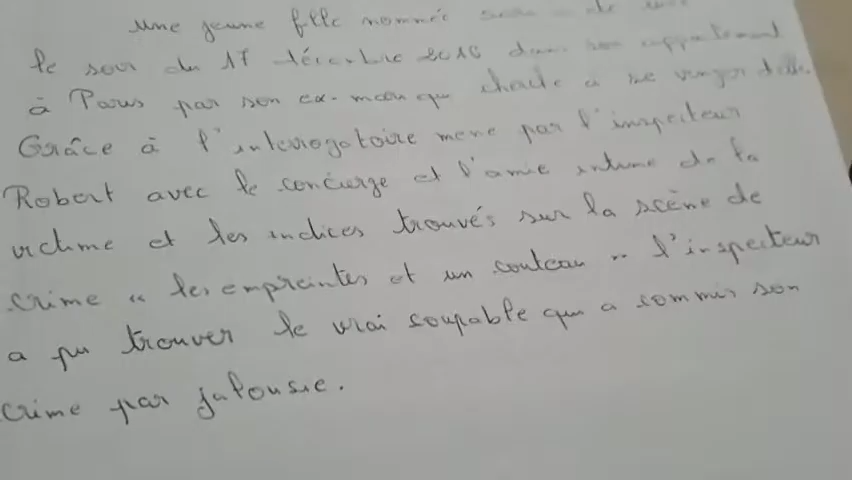 Une jeune fille nommée de
le soir du 17 décembre 2016 dans son appartement
à Paris par son ex-mari qui cherche à se venger d'elle.
Grâce à l'interrogatoire mené par l'inspecteur
Robert avec le concierge et l'amie intime de la
victime et les indices trouvés sur la scène de
crime « les empreintes et un couteau » l'inspecteur
a pu trouver le vrai coupable qui a commis son
crime par jalousie.